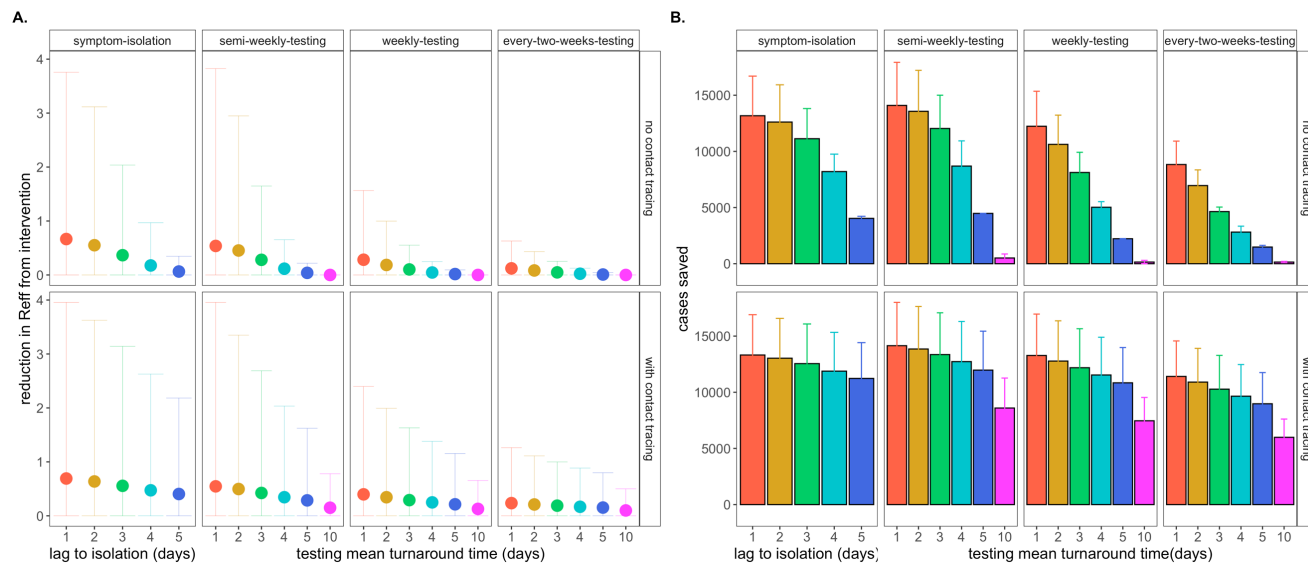 A.
symptom-isolation
semi-weekly-testing
weekly-testing
every-two-weeks-testing
reduction in Reff from intervention
4
3
2
1
0
no contact tracing
4
3
2
1
0
with contact tracing
1 2 3 4 5
1 2 3 4 5 10
1 2 3 4 5 10
1 2 3 4 5 10
lag to isolation (days)
testing mean turnaround time (days)
B.
symptom-isolation
semi-weekly-testing
weekly-testing
every-two-weeks-testing
cases saved
15000
10000
5000
0
no contact tracing
15000
10000
5000
0
with contact tracing
1 2 3 4 5
1 2 3 4 5 10
1 2 3 4 5 10
1 2 3 4 5 10
lag to isolation (days)
testing mean turnaround time(days)